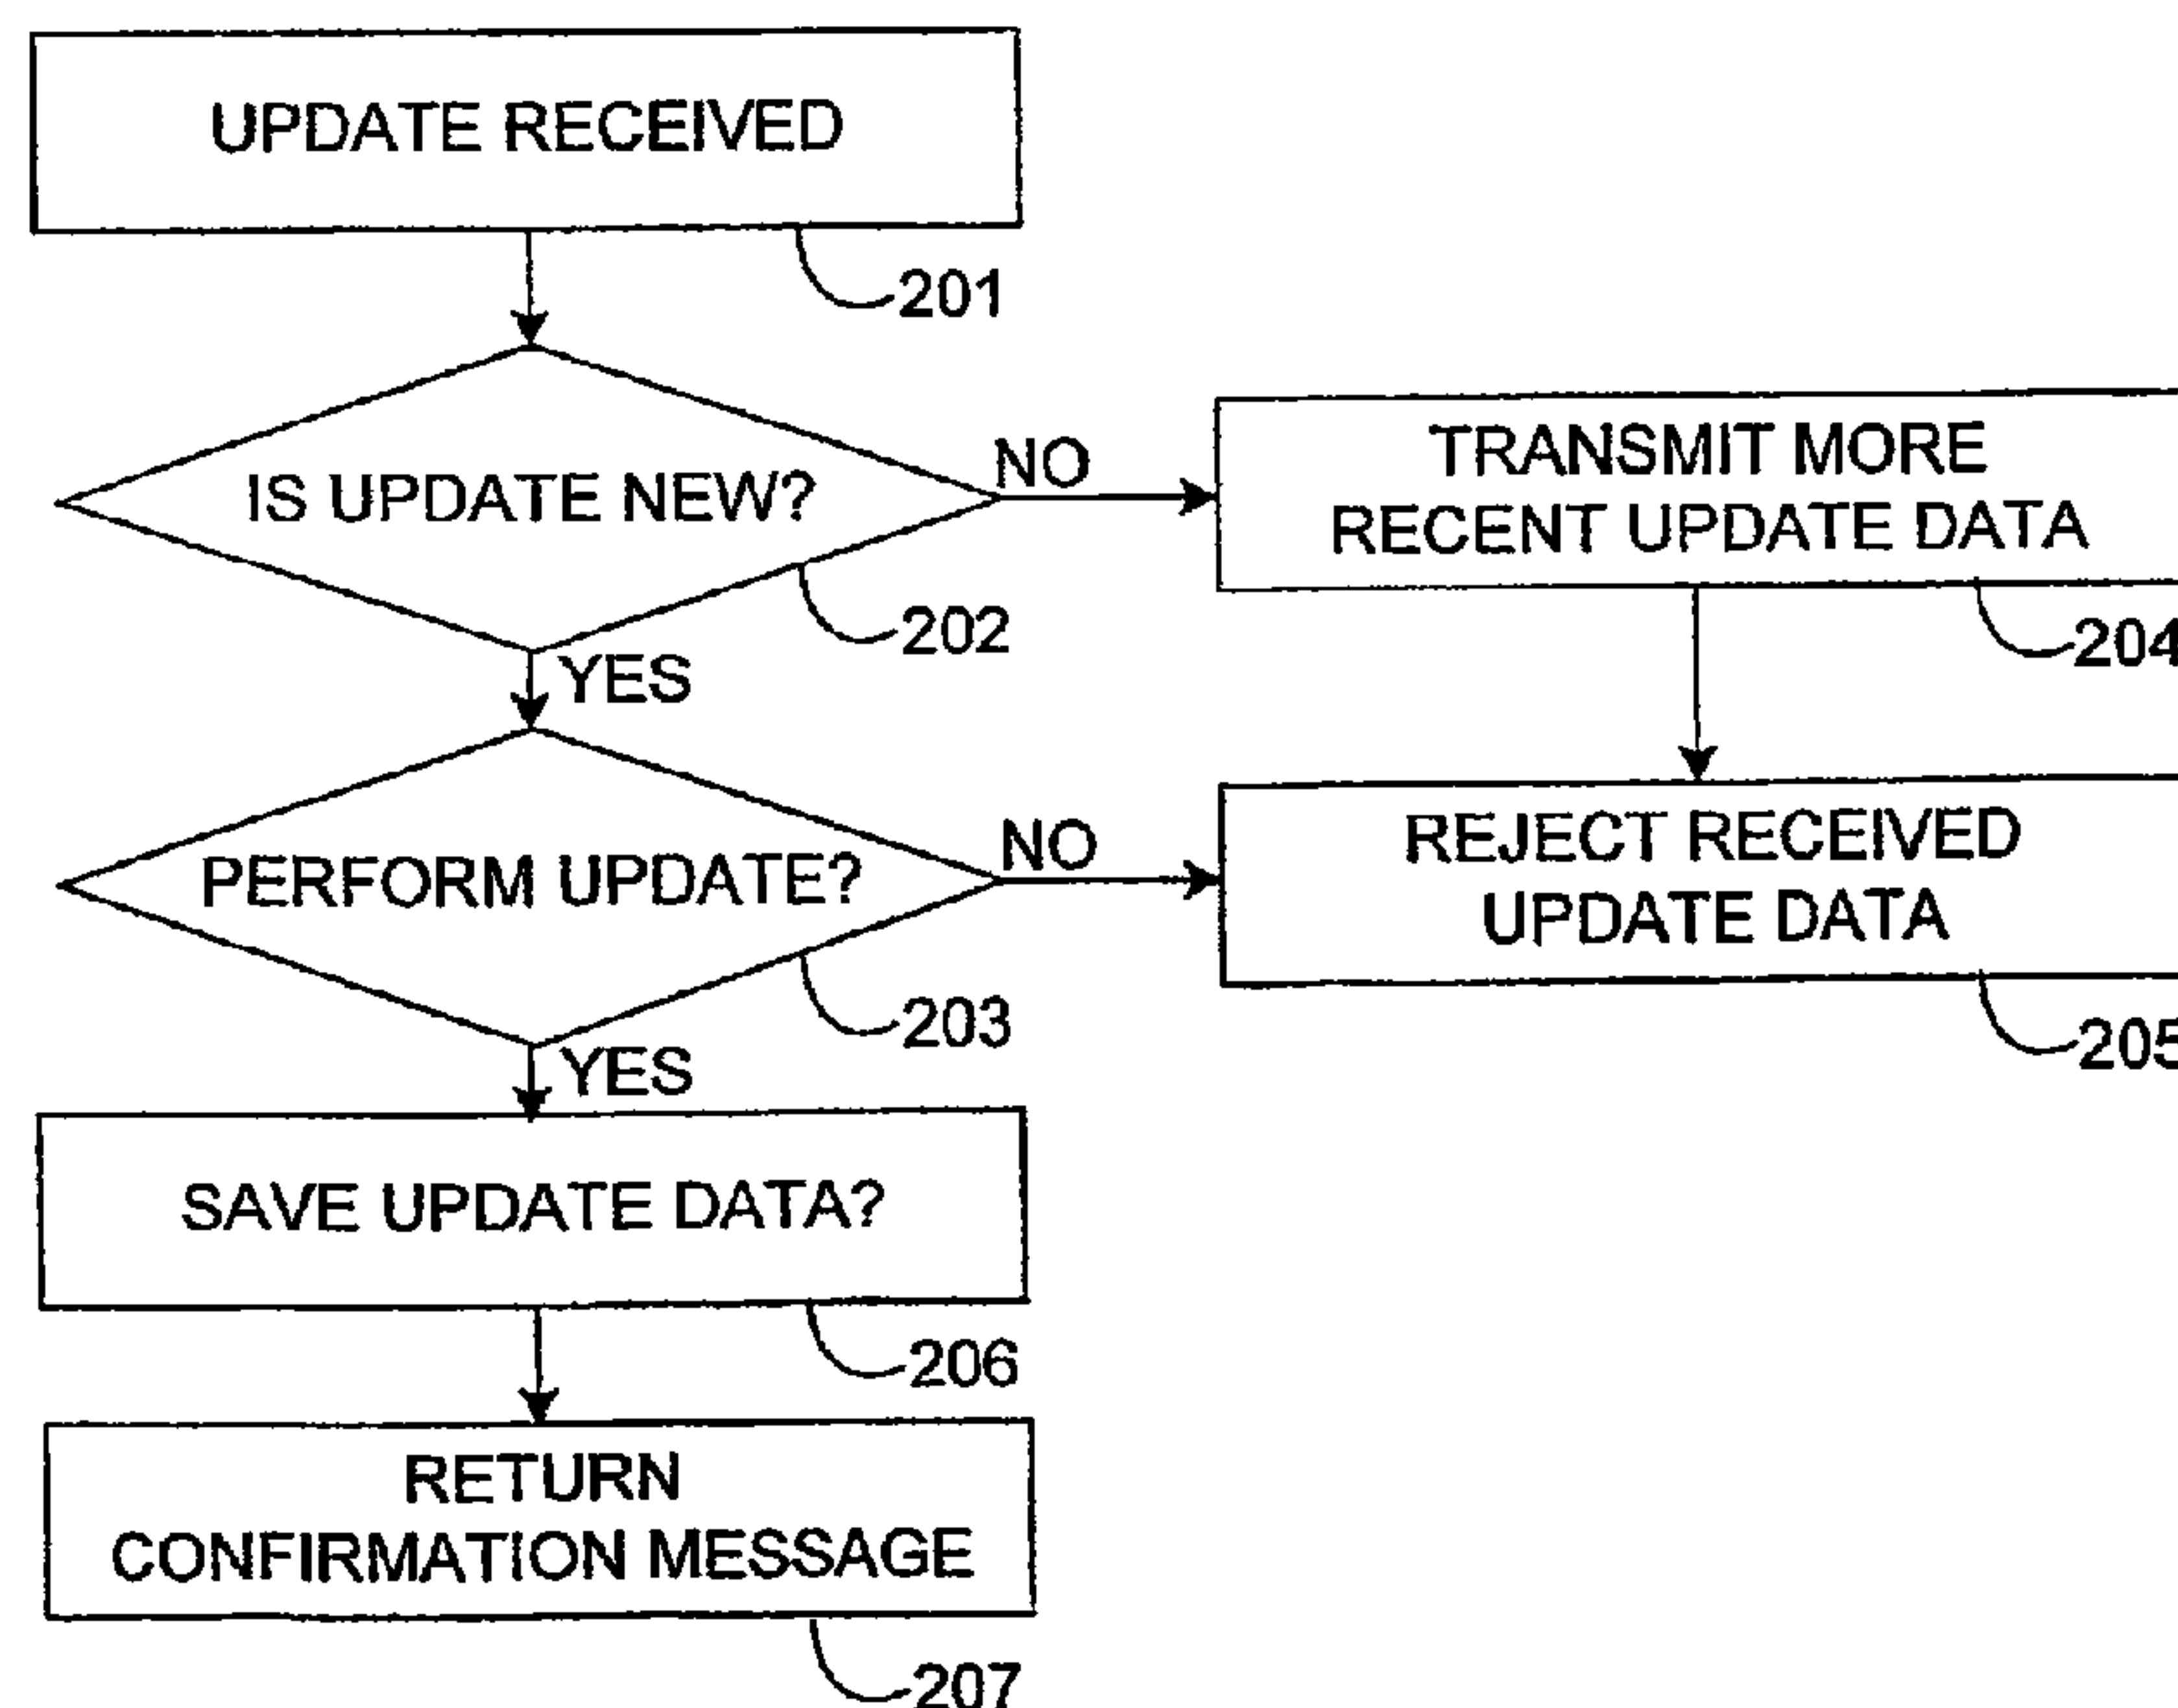 UPDATE RECEIVED
201
IS UPDATE NEW?
NO
202
YES
TRANSMIT MORE
RECENT UPDATE DATA
204
PERFORM UPDATE?
NO
203
YES
REJECT RECEIVED
UPDATE DATA
205
SAVE UPDATE DATA?
206
RETURN
CONFIRMATION MESSAGE
207